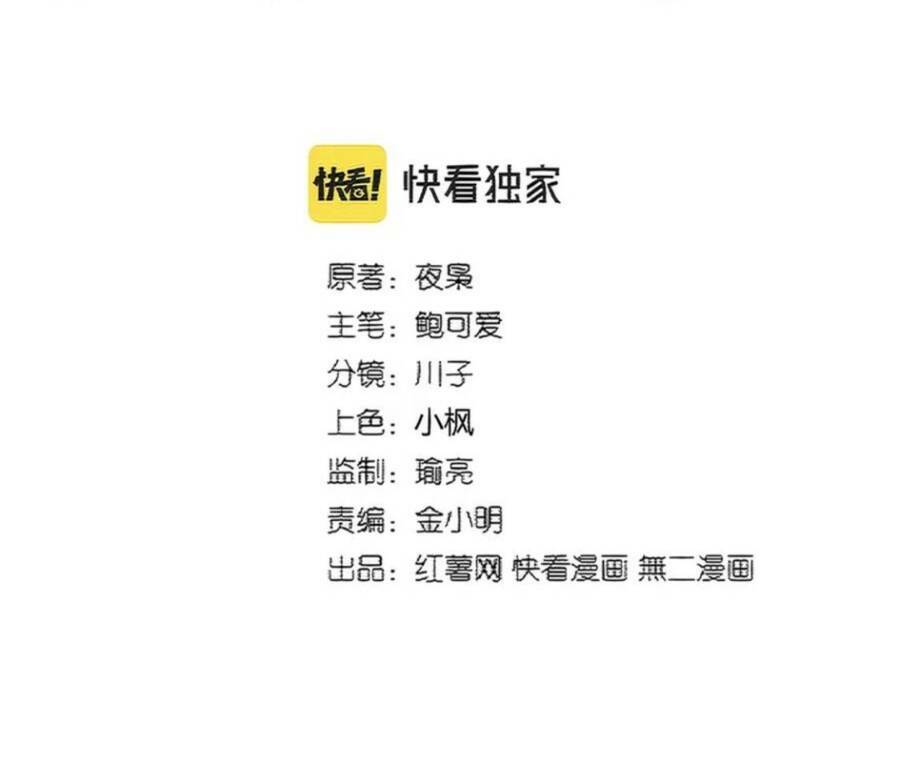 快看! 快看独家
原著：夜枭
主笔：鲍可爱
分镜：川子
上色：小枫
监制：瑜亮
责编：金小明
出品：红薯网 快看漫画 無二漫画